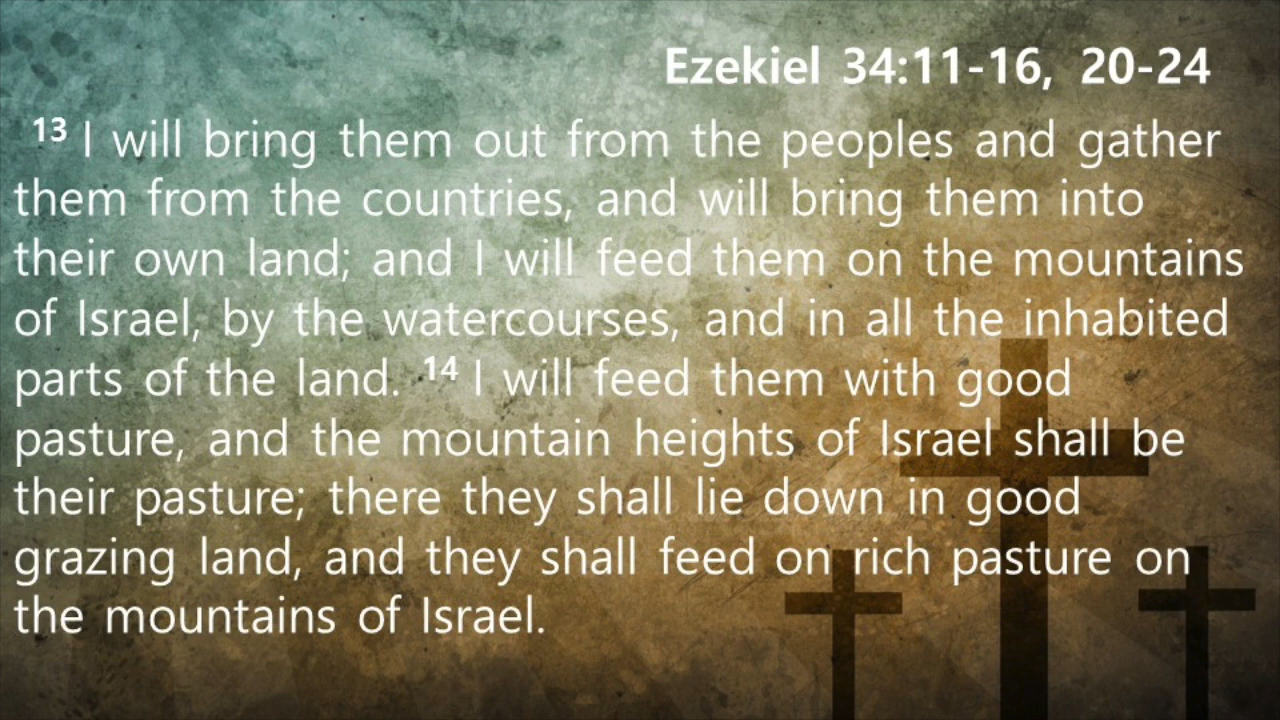 Ezekiel 34:11-16, 20-24
13 I will bring them out from the peoples and gather
them from the countries, and will bring them into
their own land; and I will feed them on the mountains
of Israel, by the watercourses, and in all the inhabited
parts of the land. 14 I will feed them with good
pasture, and the mountain heights of Israel shall be
their pasture; there they shall lie down in good
grazing land, and they shall feed on rich pasture on
the mountains of Israel.